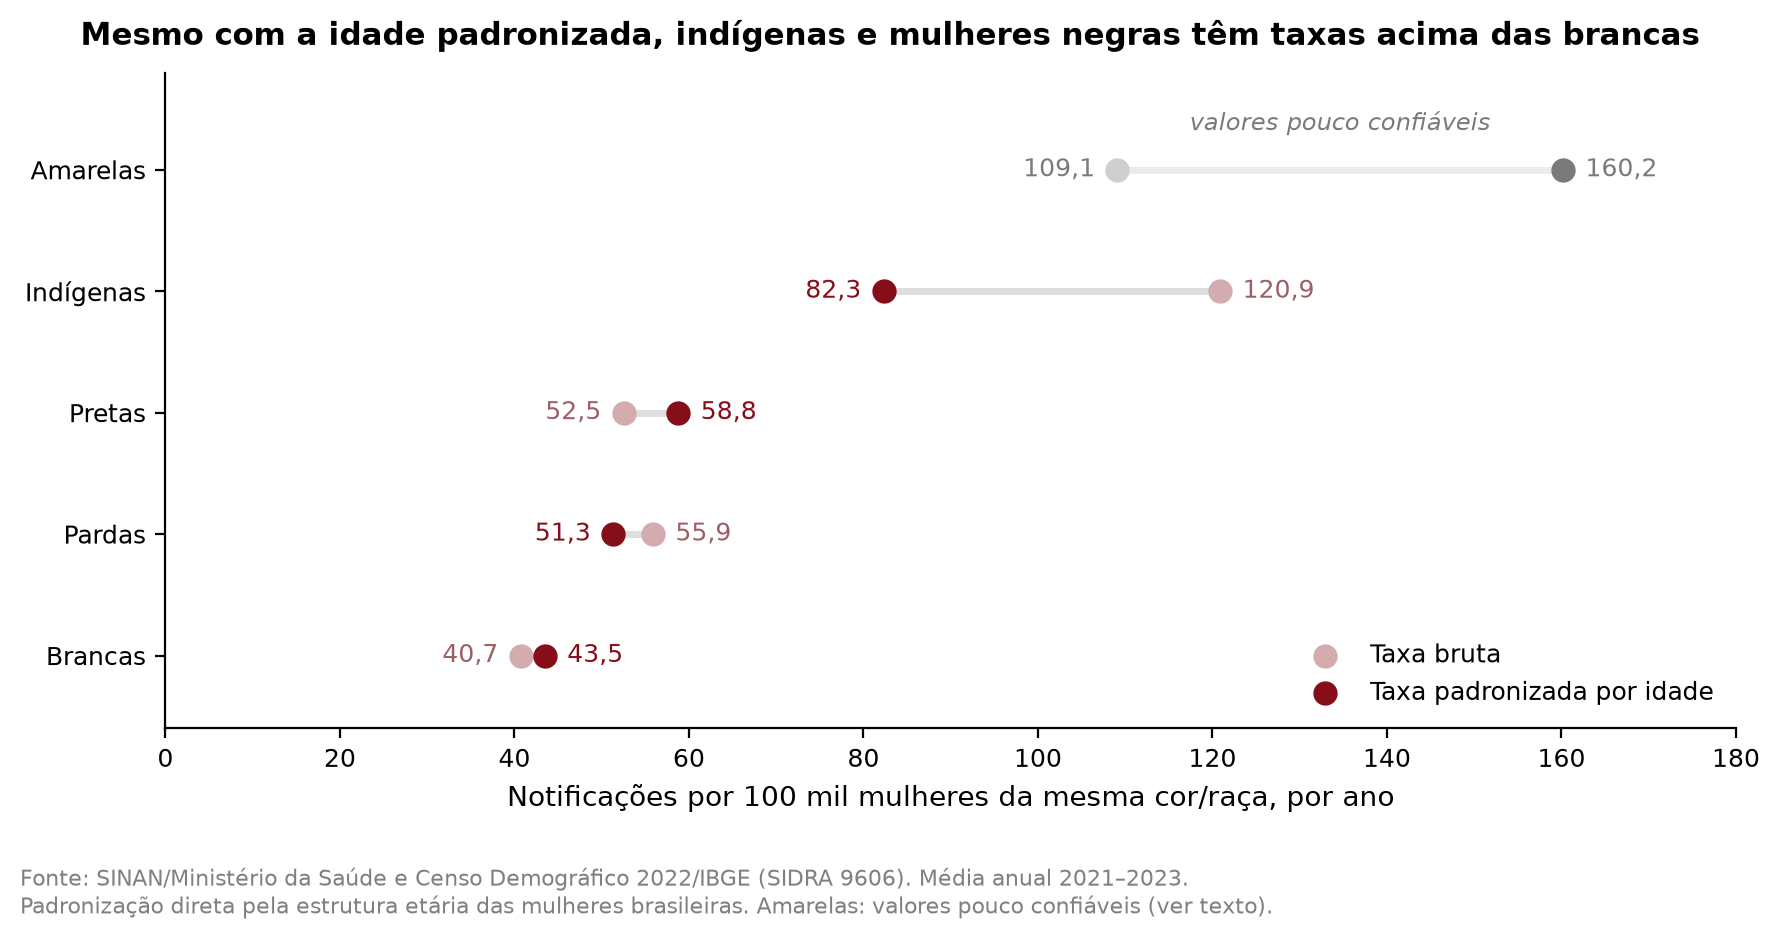 Mesmo com a idade padronizada, indígenas e mulheres negras têm taxas acima das brancas
valores pouco confiáveis
Amarelas
109,1
160,2
Indígenas
82,3
120,9
Pretas
52,5
58,8
Pardas
51,3
55,9
Brancas
40,7
43,5
Taxa bruta
Taxa padronizada por idade
0 20 40 60 80 100 120 140 160 180
Notificações por 100 mil mulheres da mesma cor/raça, por ano
Fonte: SINAN/Ministério da Saúde e Censo Demográfico 2022/IBGE (SIDRA 9606). Média anual 2021–2023.
Padronização direta pela estrutura etária das mulheres brasileiras. Amarelas: valores pouco confiáveis (ver texto).